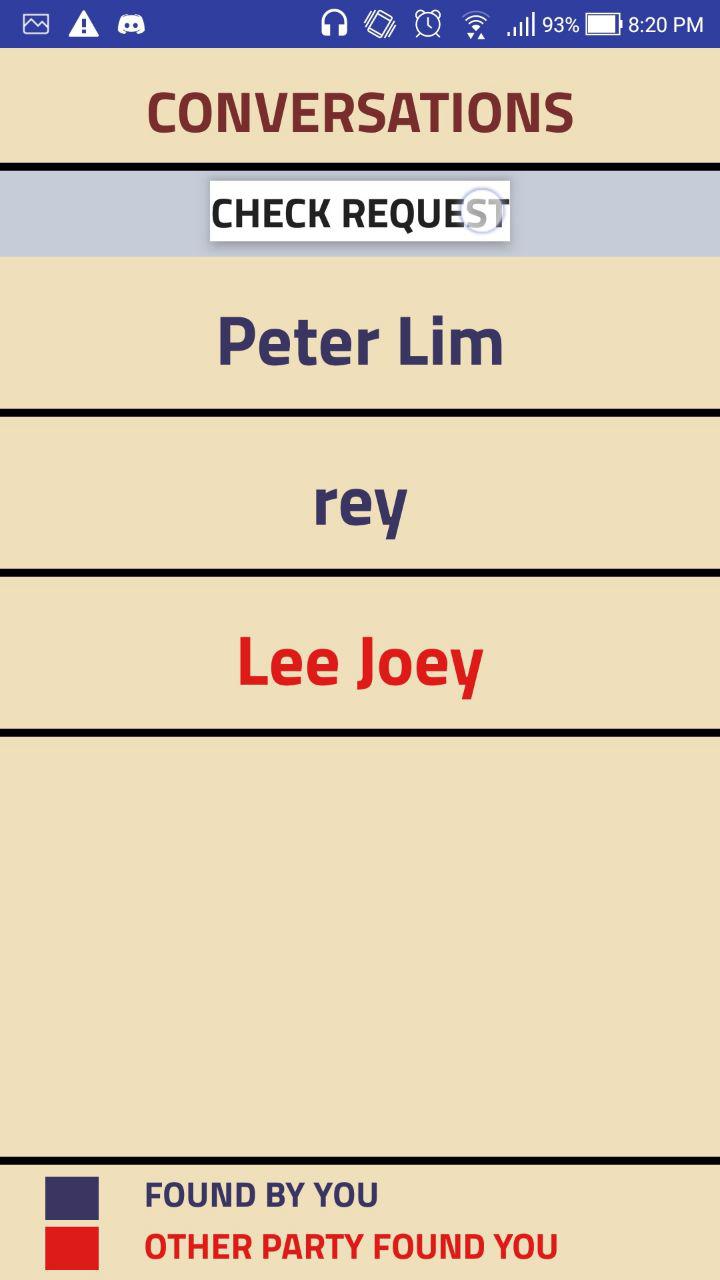 93% 8:20 PM
CONVERSATIONS
CHECK REQUEST
Peter Lim
rey
Lee Joey
FOUND BY YOU
OTHER PARTY FOUND YOU